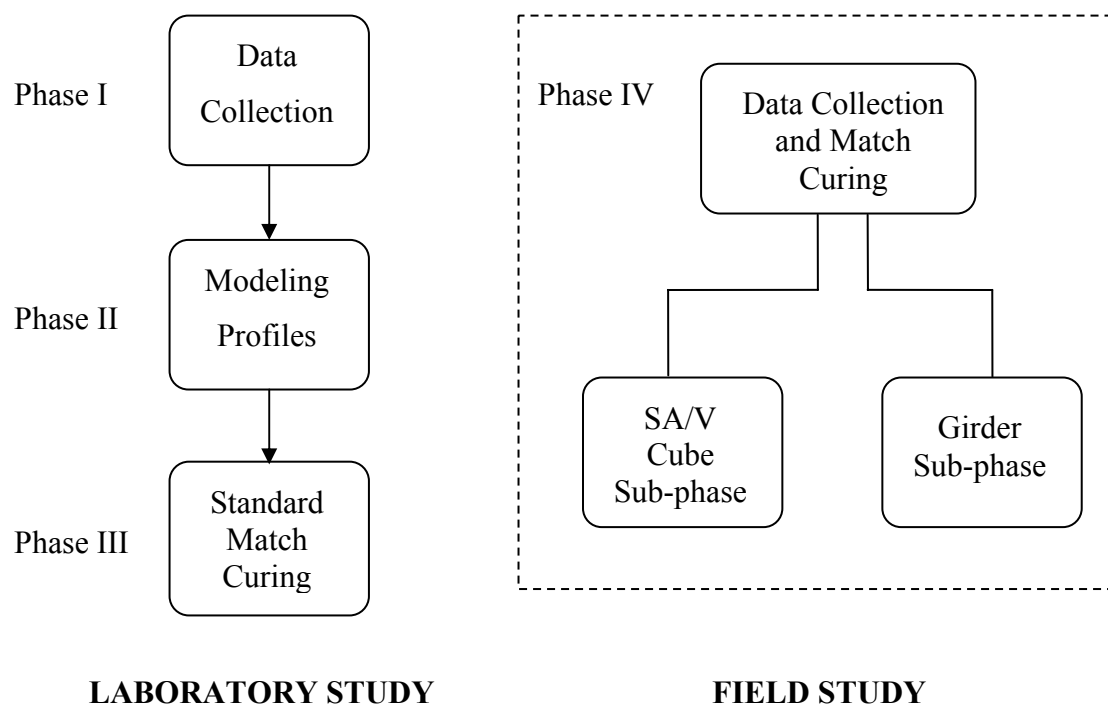 Phase I
Data
Collection
Phase II
Modeling
Profiles
Phase III
Standard
Match
Curing
LABORATORY STUDY
Phase IV
Data Collection
and Match
Curing
SA/V
Cube
Sub-phase
Girder
Sub-phase
FIELD STUDY